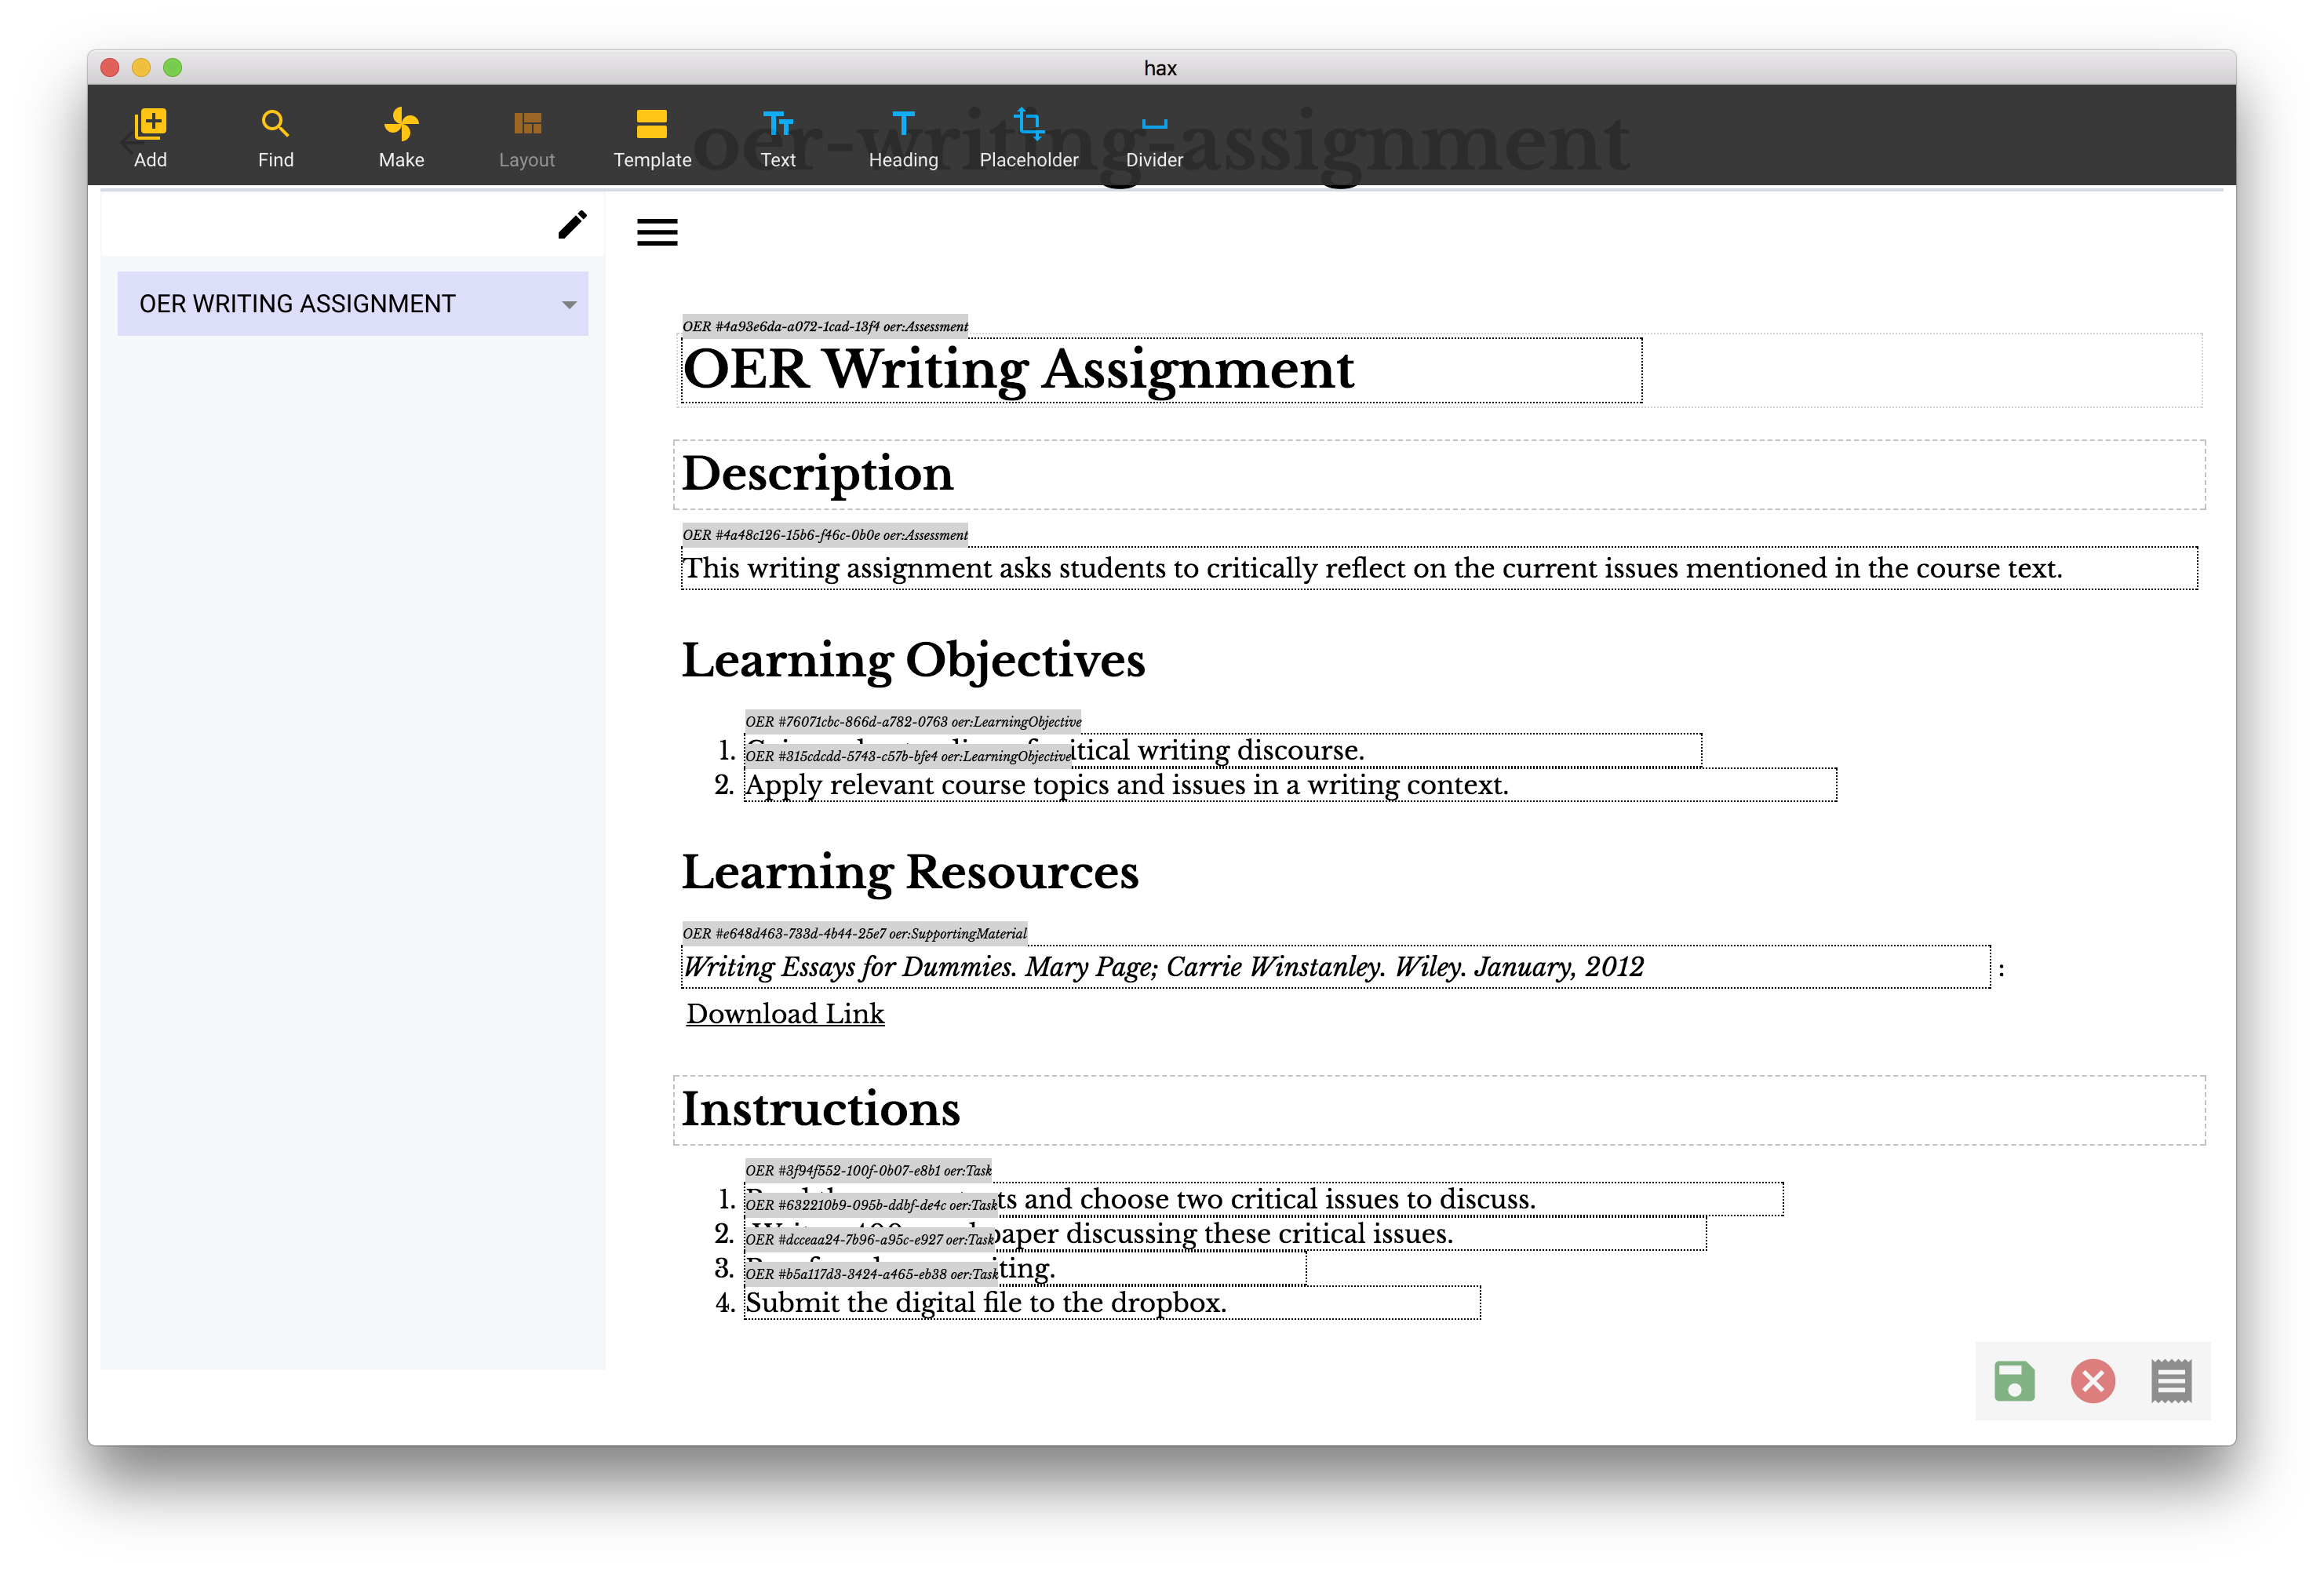 hax
oer-writing-assignment
Add Find Make Layout Template Text Heading Placeholder Divider
OER WRITING ASSIGNMENT
OER #4a93e6da-a072-1cad-13f4 oer:Assessment
OER Writing Assignment
Description
OER #4a48c126-15b6-f46c-0b0e oer:Assessment
This writing assignment asks students to critically reflect on the current issues mentioned in the course text.
Learning Objectives
OER #76071cbc-866d-a782-0763 oer:LearningObjective
1. writing discourse.
OER #315cdcdd-5743-c57b-bfe4 oer:LearningObjective
2. Apply relevant course topics and issues in a writing context.
Learning Resources
OER #e648d463-733d-4b44-25e7 oer:SupportingMaterial
Writing Essays for Dummies. Mary Page; Carrie Winstanley. Wiley. January, 2012 :
Download Link
Instructions
OER #3f94f552-100f-0b07-e8b1 oer:Task
1. and choose two critical issues to discuss.
OER #632210b9-095b-ddbf-de4c oer:Task
2. paper discussing these critical issues.
OER #dcceaa24-7b96-a95c-e927 oer:Task
3.
OER #b5a117d3-3424-a465-eb38 oer:Task
4. Submit the digital file to the dropbox.